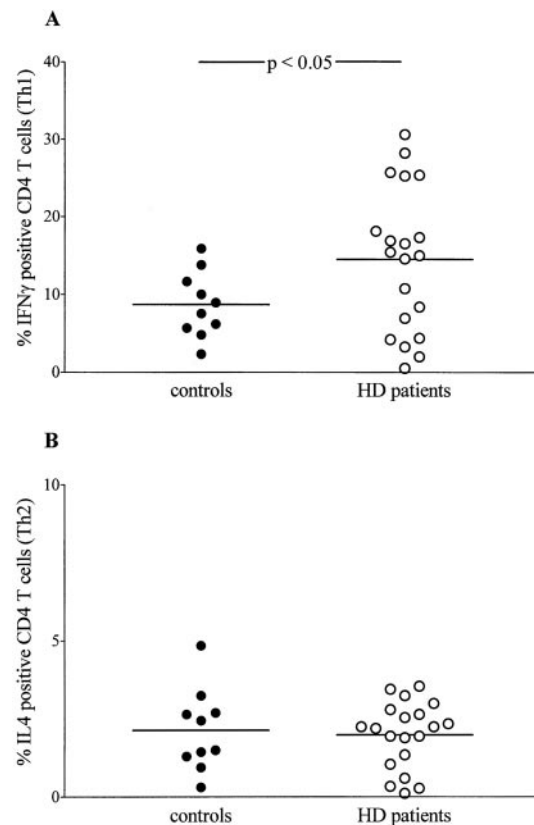 A
p < 0.05
40
30
20
10
0
% IFNγ positive CD4 T cells (Th1)
controls HD patients
B
10
5
0
% IL4 positive CD4 T cells (Th2)
controls HD patients